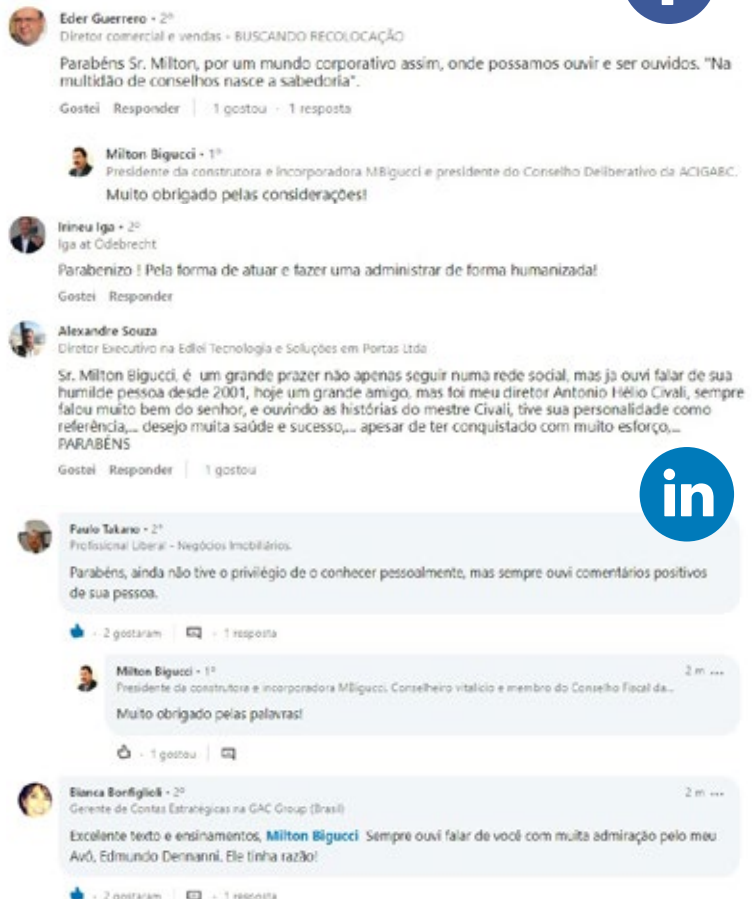 Eder Guerrero • 2º
Diretor comercial e vendas - BUSCANDO RECOLOCAÇÃO
Parabéns Sr. Milton, por um mundo corporativo assim, onde possamos ouvir e ser ouvidos. "Na
multidão de conselhos nasce a sabedoria".
Gostei Responder | 1 gostou · 1 resposta
Milton Bigucci • 1º
Presidente da construtora e incorporadora MBigucci e presidente do Conselho Deliberativo da ACIGABC.
Muito obrigado pelas considerações!
Irineu Iga • 2º
Iga at Odebrecht
Parabenizo ! Pela forma de atuar e fazer uma administrar de forma humanizada!
Gostei Responder
Alexandre Souza
Diretor Executivo na Edlei Tecnologia e Soluções em Portas Ltda
Sr. Milton Bigucci, é um grande prazer não apenas seguir numa rede social, mas ja ouvi falar de sua
humilde pessoa desde 2001, hoje um grande amigo, mas foi meu diretor Antonio Hélio Civali, sempre
falou muito bem do senhor, e ouvindo as histórias do mestre Civali, tive sua personalidade como
referência,... desejo muita saúde e sucesso,... apesar de ter conquistado com muito esforço,...
PARABÉNS
Gostei Responder | 1 gostou
in
Paulo Takano • 2º
Profissional Liberal - Negócios Imobiliários.
Parabéns, ainda não tive o privilégio de o conhecer pessoalmente, mas sempre ouvi comentários positivos
de sua pessoa.
· 2 gostaram | · 1 resposta
Milton Bigucci • 1º 2 m ...
Presidente da construtora e incorporadora MBigucci. Conselheiro vitalício e membro do Conselho Fiscal da...
Muito obrigado pelas palavras!
· 1 gostou |
Bianca Bonfiglioli • 2º 2 m ...
Gerente de Contas Estratégicas na GAC Group (Brasil)
Excelente texto e ensinamentos, Milton Bigucci Sempre ouvi falar de você com muita admiração pelo meu
Avô, Edmundo Dermanni. Ele tinha razão!
· 2 gostaram | · 1 resposta